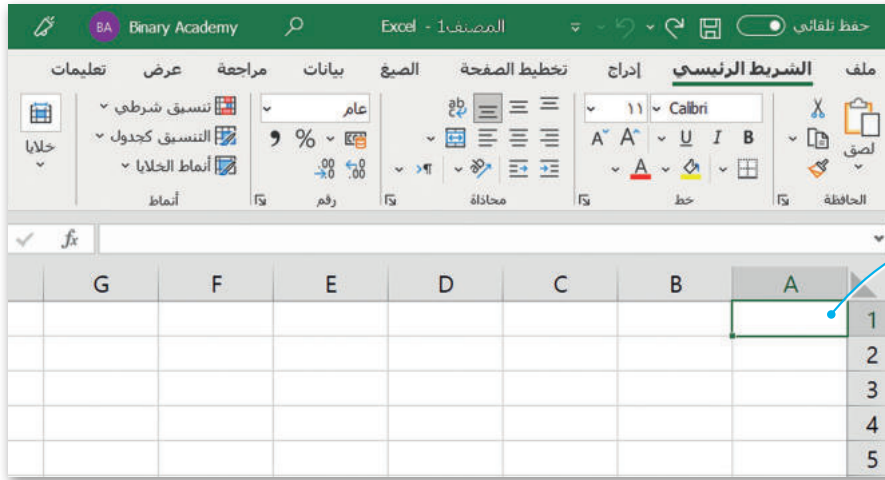 حفظ تلقائي المصنف1 - Excel Binary Academy BA
ملف الشريط الرئيسي إدراج تخطيط الصفحة الصيغ بيانات مراجعة عرض تعليمات
Calibri ١١ عام تنسيق شرطي
لصق B I U % التنسيق كجدول خلايا
أنماط الخلايا
الحافظة خط محاذاة رقم أنماط
fx
A B C D E F G
1
2
3
4
5